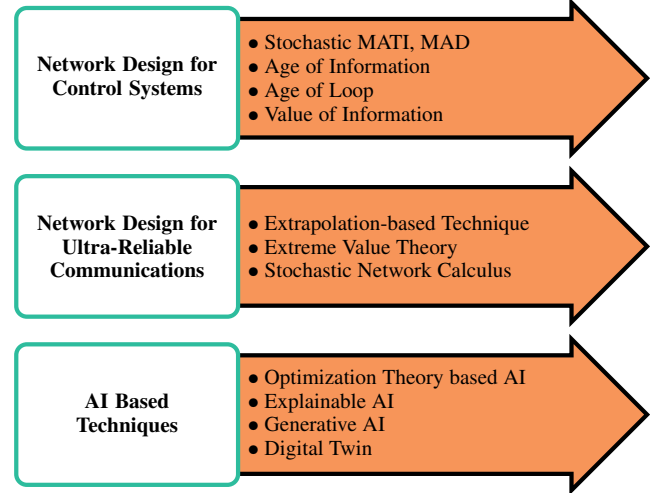 Network Design for
Control Systems
● Stochastic MATI, MAD
● Age of Information
● Age of Loop
● Value of Information
Network Design for
Ultra-Reliable
Communications
● Extrapolation-based Technique
● Extreme Value Theory
● Stochastic Network Calculus
AI Based
Techniques
● Optimization Theory based AI
● Explainable AI
● Generative AI
● Digital Twin